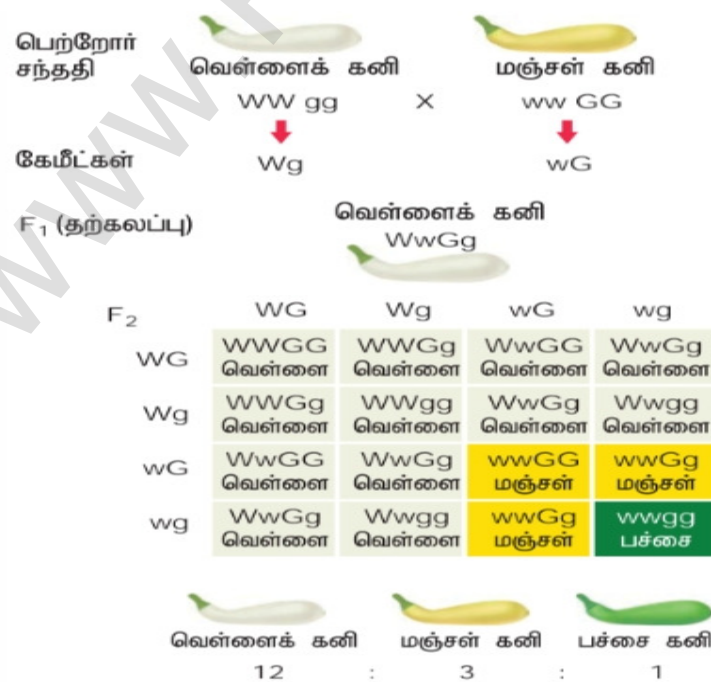 பெற்றோர்
சந்ததி
வெள்ளைக் கனி மஞ்சள் கனி
WW gg X ww GG
கேமீட்கள் Wg wG
F₁ (தற்கலப்பு) வெள்ளைக் கனி
WwGg
F₂ WG Wg wG wg
WG WWGG WWGg WwGG WwGg
வெள்ளை வெள்ளை வெள்ளை வெள்ளை
Wg WWGg WWgg WwGg Wwgg
வெள்ளை வெள்ளை வெள்ளை வெள்ளை
wG WwGG WwGg wwGG wwGg
வெள்ளை வெள்ளை மஞ்சள் மஞ்சள்
wg WwGg Wwgg wwGg wwgg
வெள்ளை வெள்ளை மஞ்சள் பச்சை
வெள்ளைக் கனி மஞ்சள் கனி பச்சை கனி
12 : 3 : 1